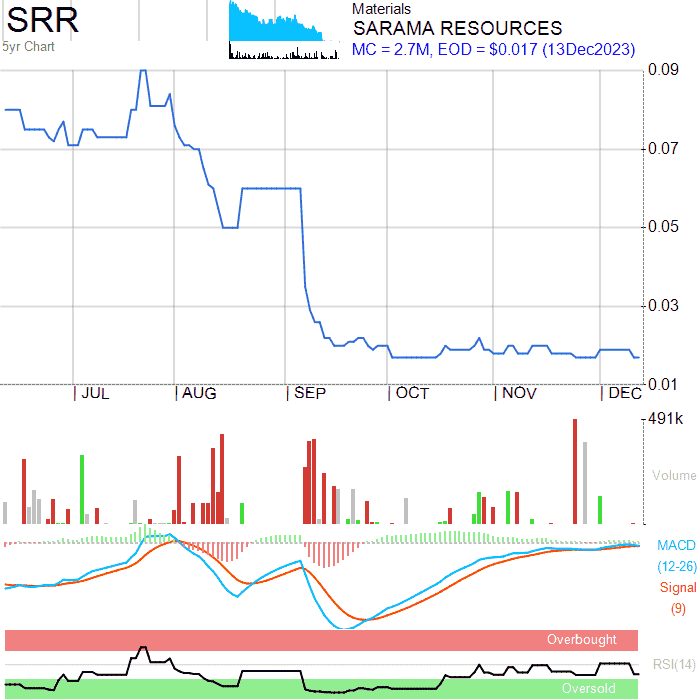 SRR
5yr Chart
Materials
SARAMA RESOURCES
MC = 2.7M, EOD = $0.017 (13Dec2023)
0.09
0.07
0.05
0.03
0.01
JUL AUG SEP OCT NOV DEC
491k
Volume
MACD
(12-26)
Signal
(9)
Overbought
RSI(14)
Oversold